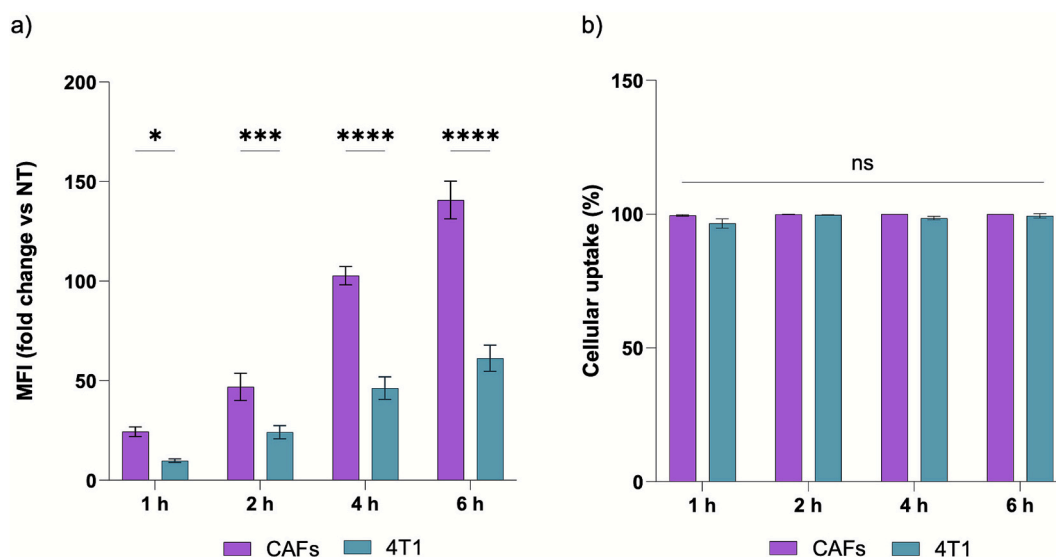 a)
MFI (fold change vs NT)
200
150
100
50
0
*
***
****
****
1 h
2 h
4 h
6 h
CAFs
4T1
b)
Cellular uptake (%)
150
100
50
0
ns
1 h
2 h
4 h
6 h
CAFs
4T1